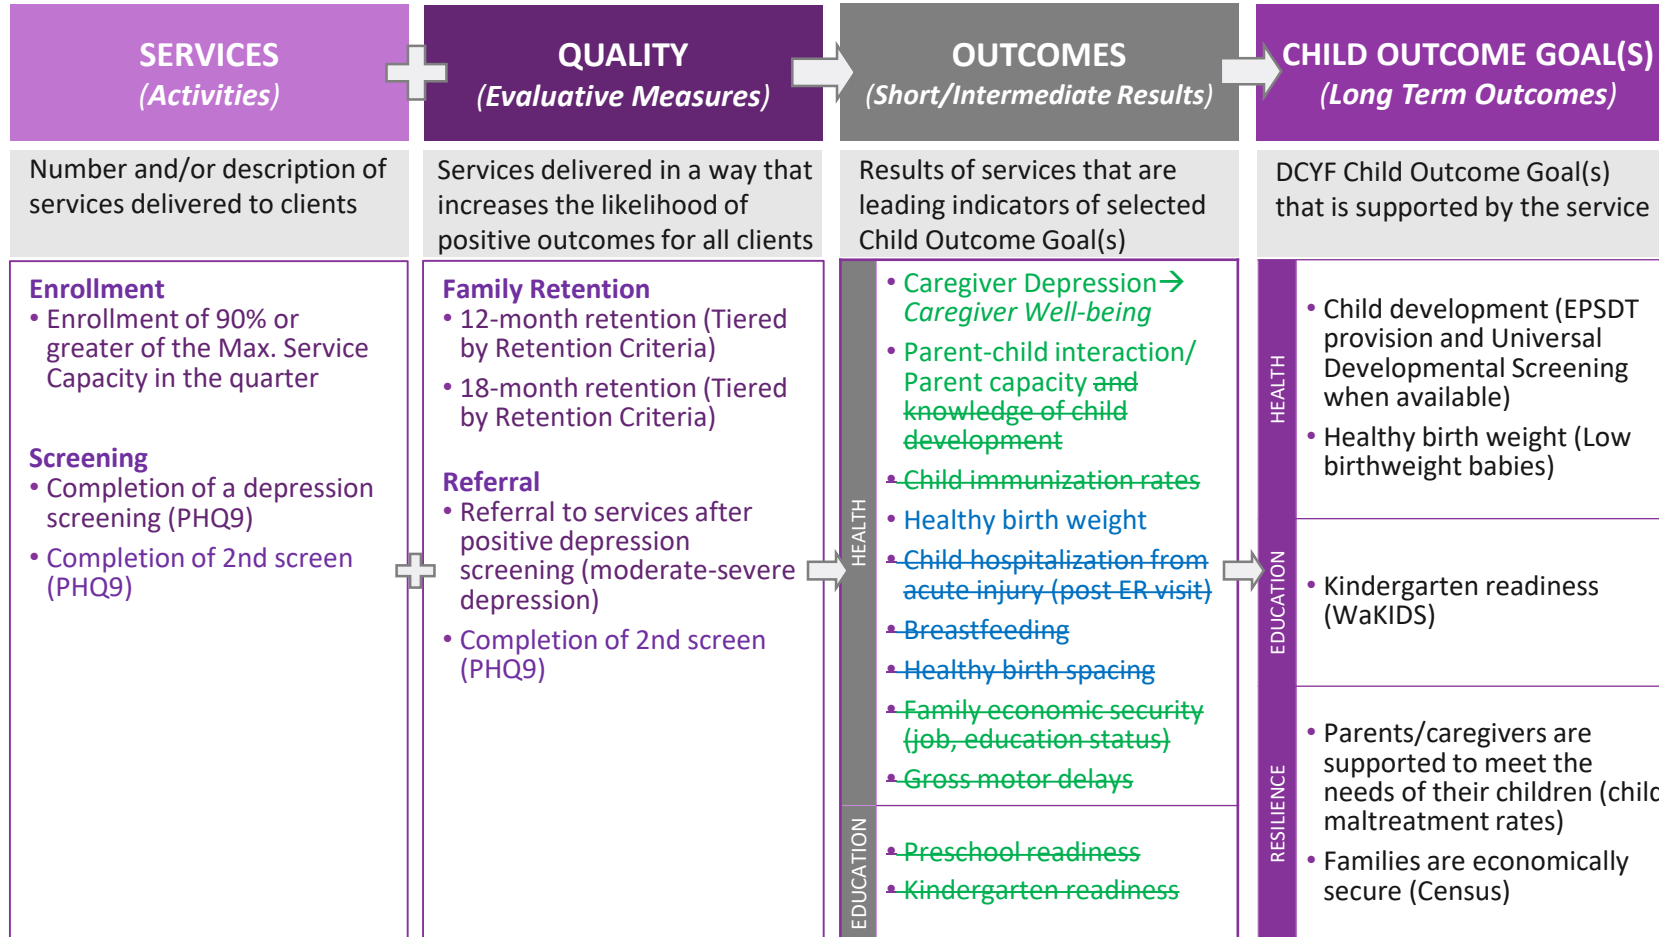 SERVICES
(Activities)
QUALITY
(Evaluative Measures)
OUTCOMES
(Short/Intermediate Results)
CHILD OUTCOME GOAL(S)
(Long Term Outcomes)
Number and/or description of
services delivered to clients
Services delivered in a way that
increases the likelihood of
positive outcomes for all clients
Results of services that are
leading indicators of selected
Child Outcome Goal(s)
DCYF Child Outcome Goal(s)
that is supported by the service
Enrollment
• Enrollment of 90% or
greater of the Max. Service
Capacity in the quarter
Screening
• Completion of a depression
screening (PHQ9)
• Completion of 2nd screen
(PHQ9)
Family Retention
• 12-month retention (Tiered
by Retention Criteria)
• 18-month retention (Tiered
by Retention Criteria)
Referral
• Referral to services after
positive depression
screening (moderate-severe
depression)
• Completion of 2nd screen
(PHQ9)
HEALTH
• Caregiver Depression→
Caregiver Well-being
• Parent-child interaction/
Parent capacity and
knowledge of child
development
• Child immunization rates
• Healthy birth weight
• Child hospitalization from
acute injury (post ER visit)
• Breastfeeding
• Healthy birth spacing
• Family economic security
(job, education status)
• Gross motor delays
EDUCATION
• Preschool readiness
• Kindergarten readiness
HEALTH
• Child development (EPSDT
provision and Universal
Developmental Screening
when available)
• Healthy birth weight (Low
birthweight babies)
EDUCATION
• Kindergarten readiness
(WaKIDS)
RESILIENCE
• Parents/caregivers are
supported to meet the
needs of their children (child
maltreatment rates)
• Families are economically
secure (Census)